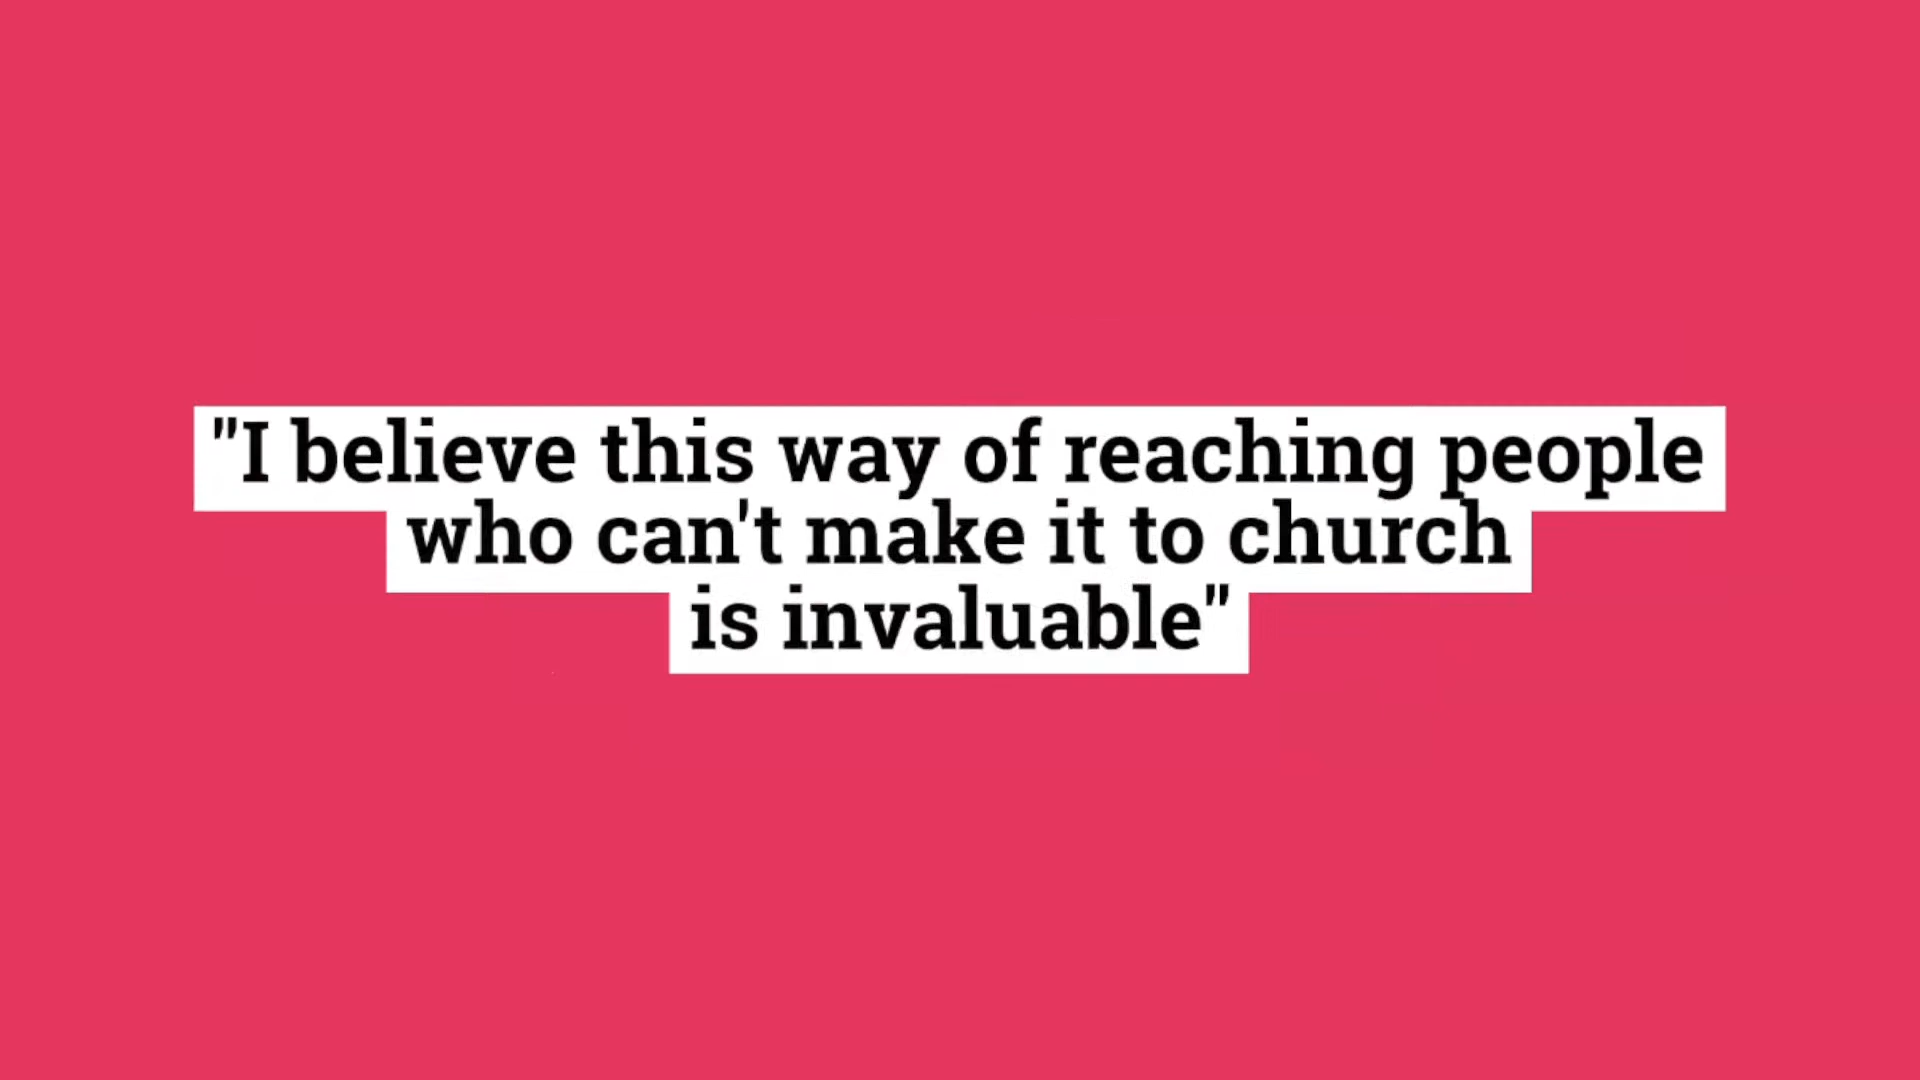 "I believe this way of reaching people
who can't make it to church
is invaluable"